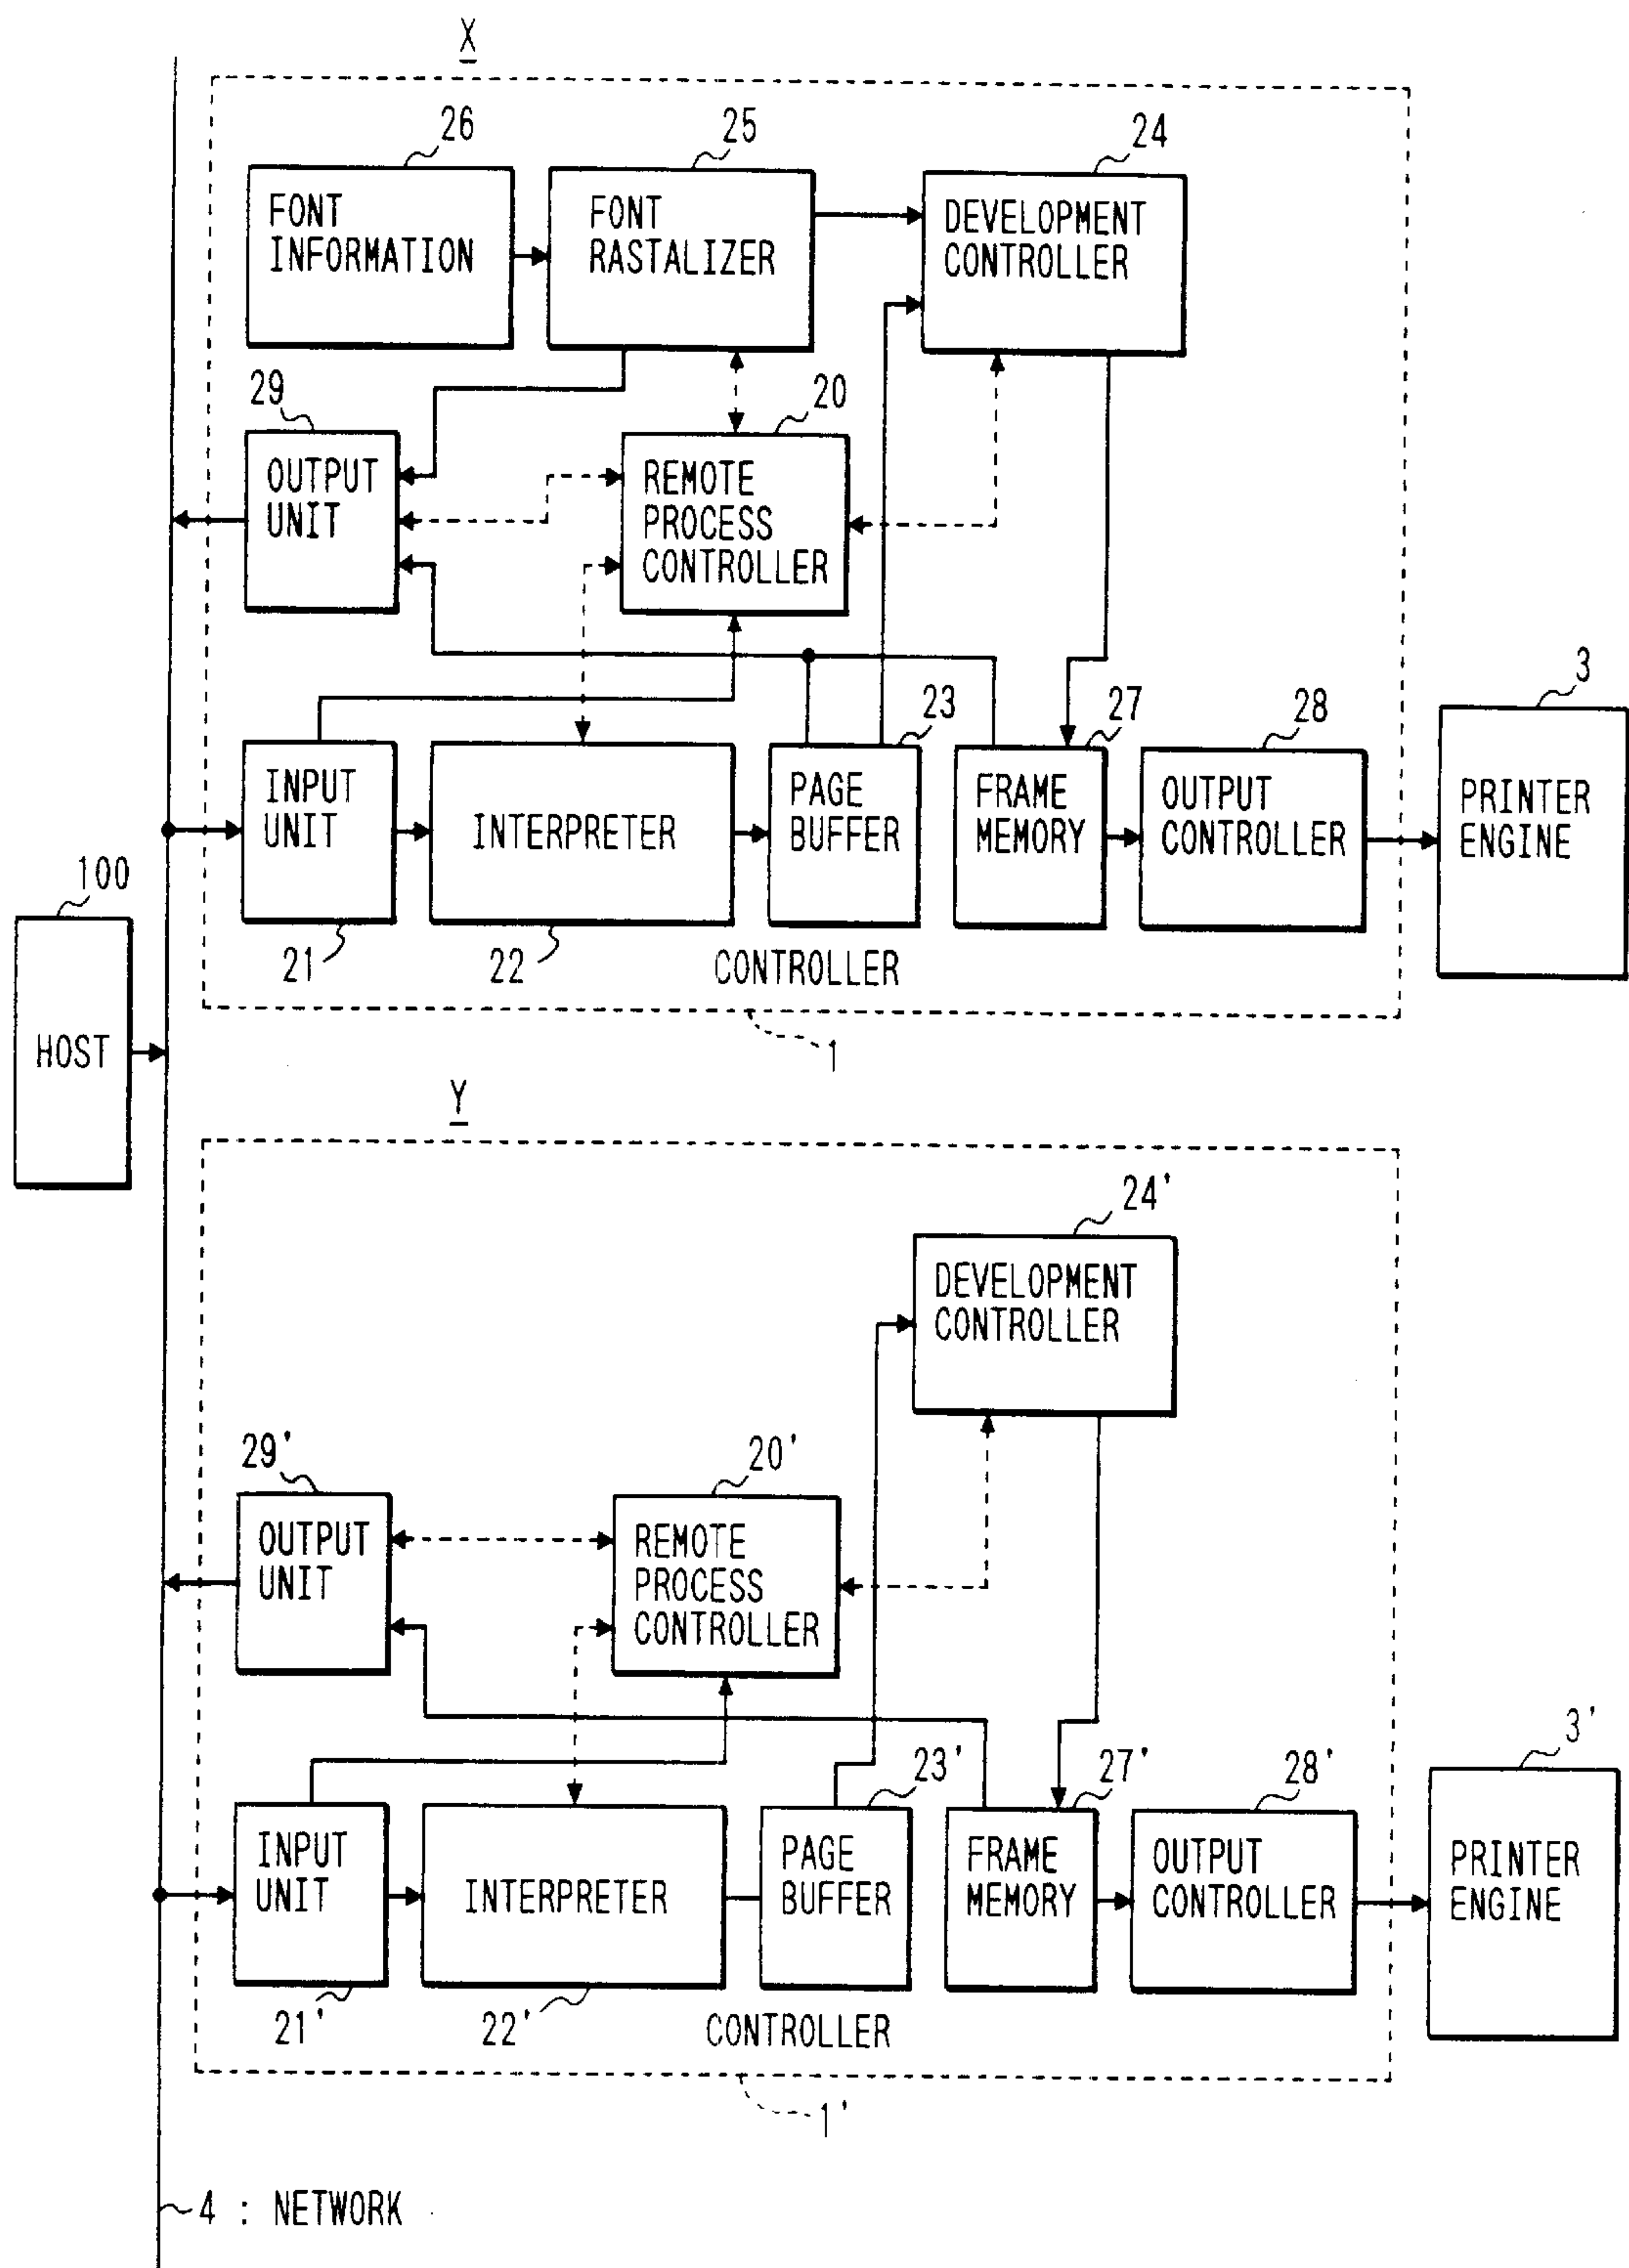 X
26
25
24
FONT
INFORMATION
FONT
RASTALIZER
DEVELOPMENT
CONTROLLER
29
20
OUTPUT
UNIT
REMOTE
PROCESS
CONTROLLER
23
27
28
3
INPUT
UNIT
INTERPRETER
PAGE
BUFFER
FRAME
MEMORY
OUTPUT
CONTROLLER
PRINTER
ENGINE
100
21
22
CONTROLLER
HOST
1
Y
24'
DEVELOPMENT
CONTROLLER
29'
20'
OUTPUT
UNIT
REMOTE
PROCESS
CONTROLLER
23'
27'
28'
3'
INPUT
UNIT
INTERPRETER
PAGE
BUFFER
FRAME
MEMORY
OUTPUT
CONTROLLER
PRINTER
ENGINE
21'
22'
CONTROLLER
1'
4 : NETWORK